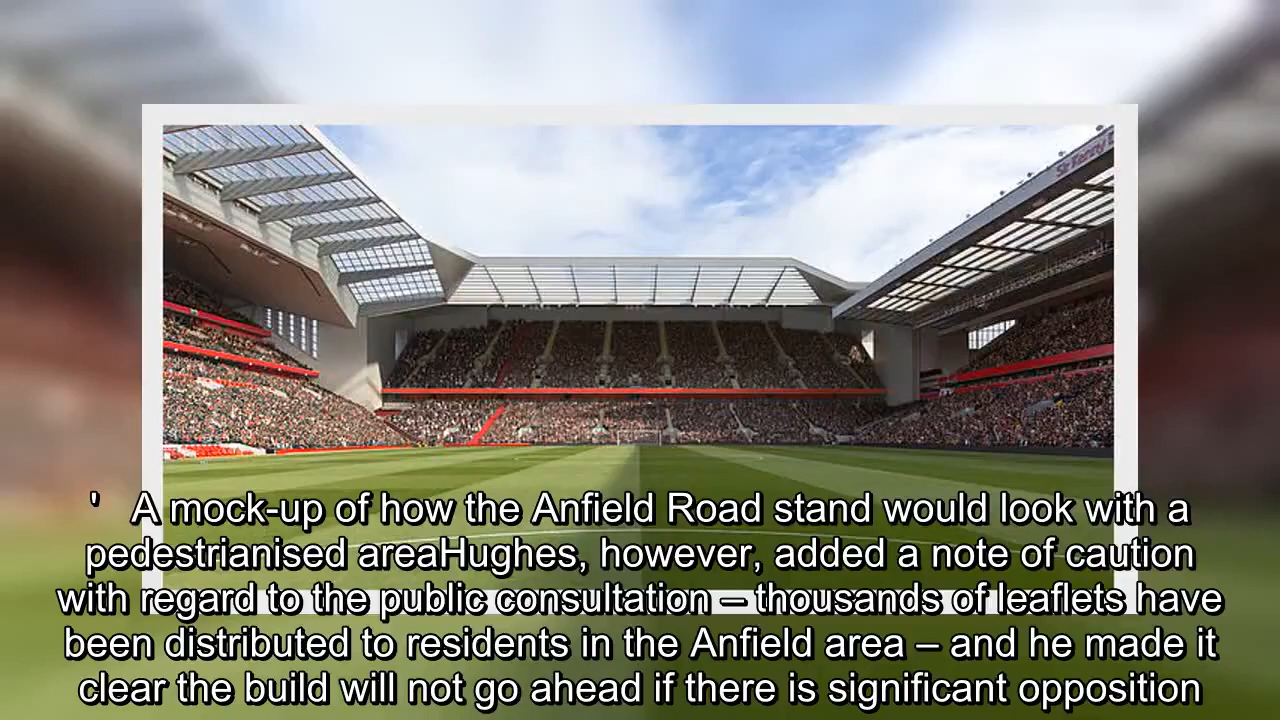 Sir Kenny D
' A mock-up of how the Anfield Road stand would look with a
pedestrianised areaHughes, however, added a note of caution
with regard to the public consultation – thousands of leaflets have
been distributed to residents in the Anfield area – and he made it
clear the build will not go ahead if there is significant opposition